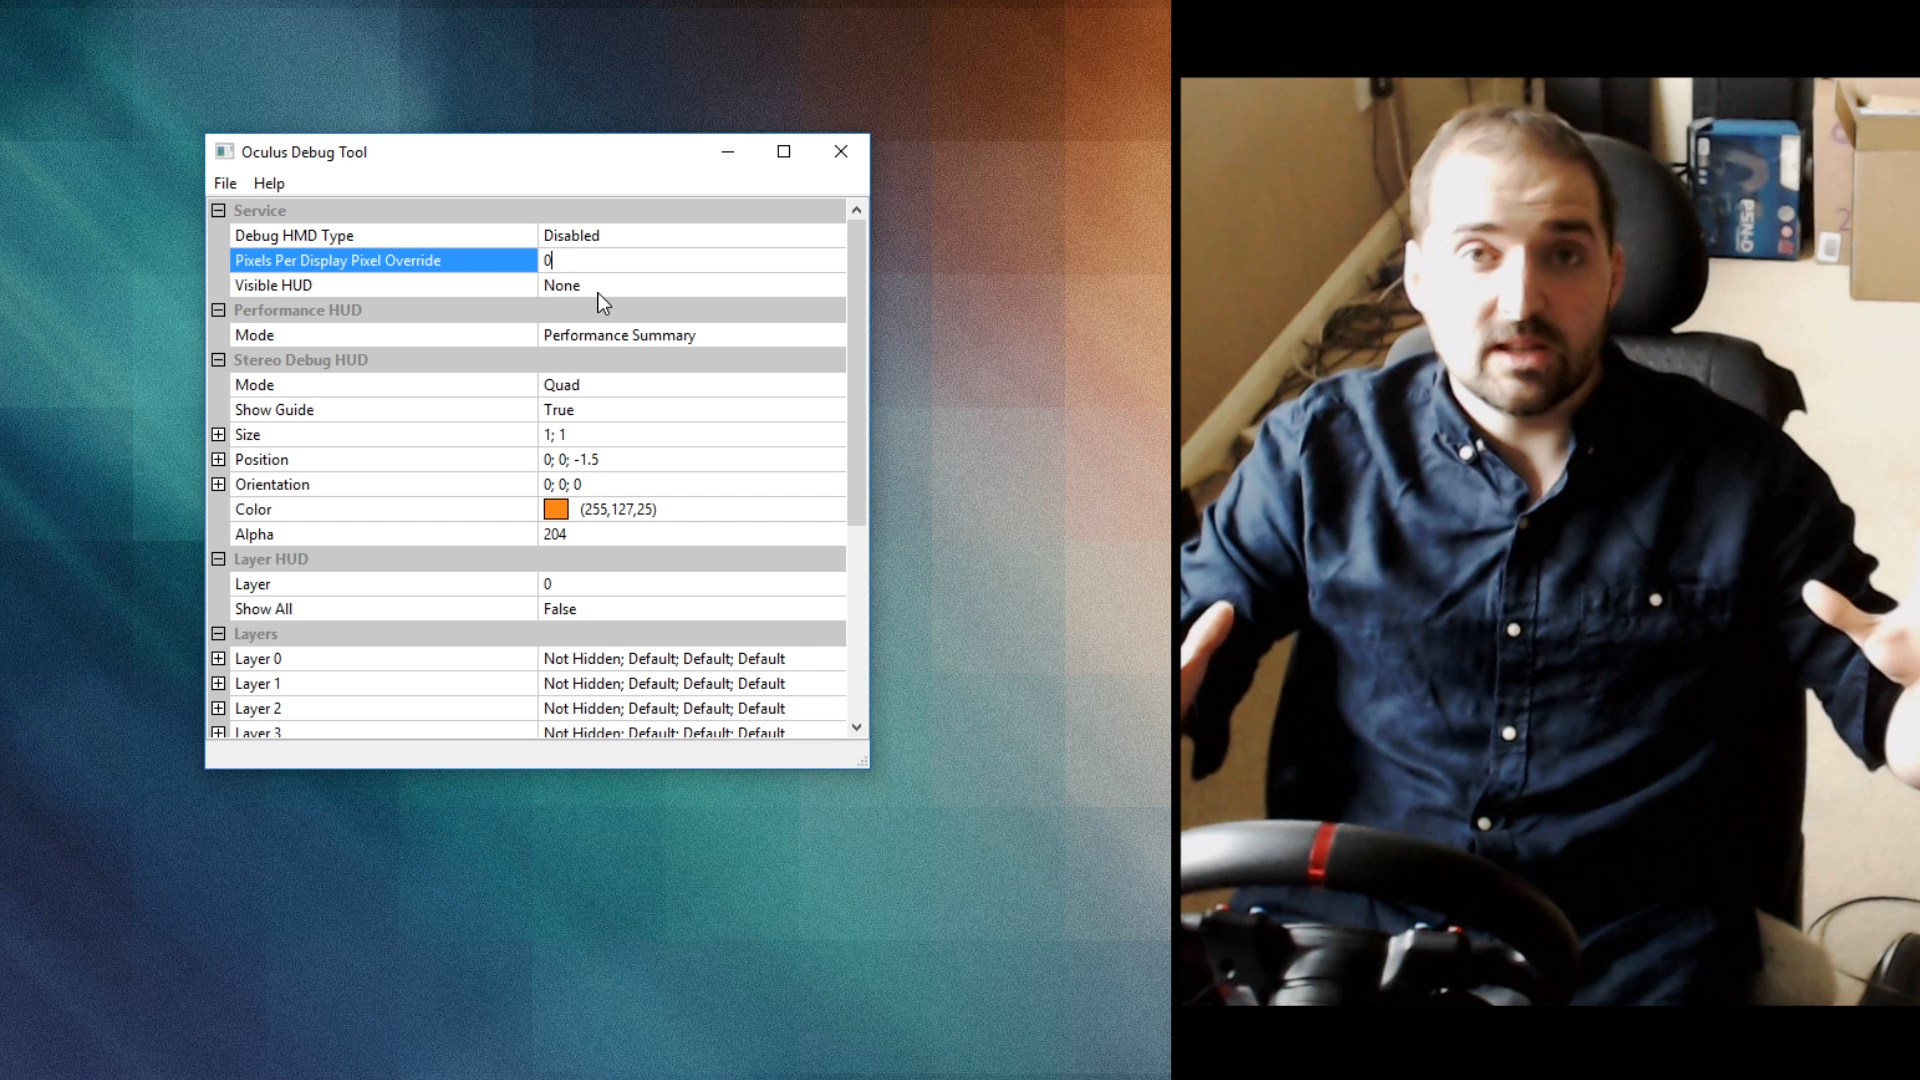 Oculus Debug Tool
File Help
Service
Debug HMD Type Disabled
Pixels Per Display Pixel Override 0
Visible HUD None
Performance HUD
Mode Performance Summary
Stereo Debug HUD
Mode Quad
Show Guide True
Size 1; 1
Position 0; 0; -1.5
Orientation 0; 0; 0
Color (255,127,25)
Alpha 204
Layer HUD
Layer 0
Show All False
Layers
Layer 0 Not Hidden; Default; Default; Default
Layer 1 Not Hidden; Default; Default; Default
Layer 2 Not Hidden; Default; Default; Default
Layer 3 Not Hidden; Default; Default; Default